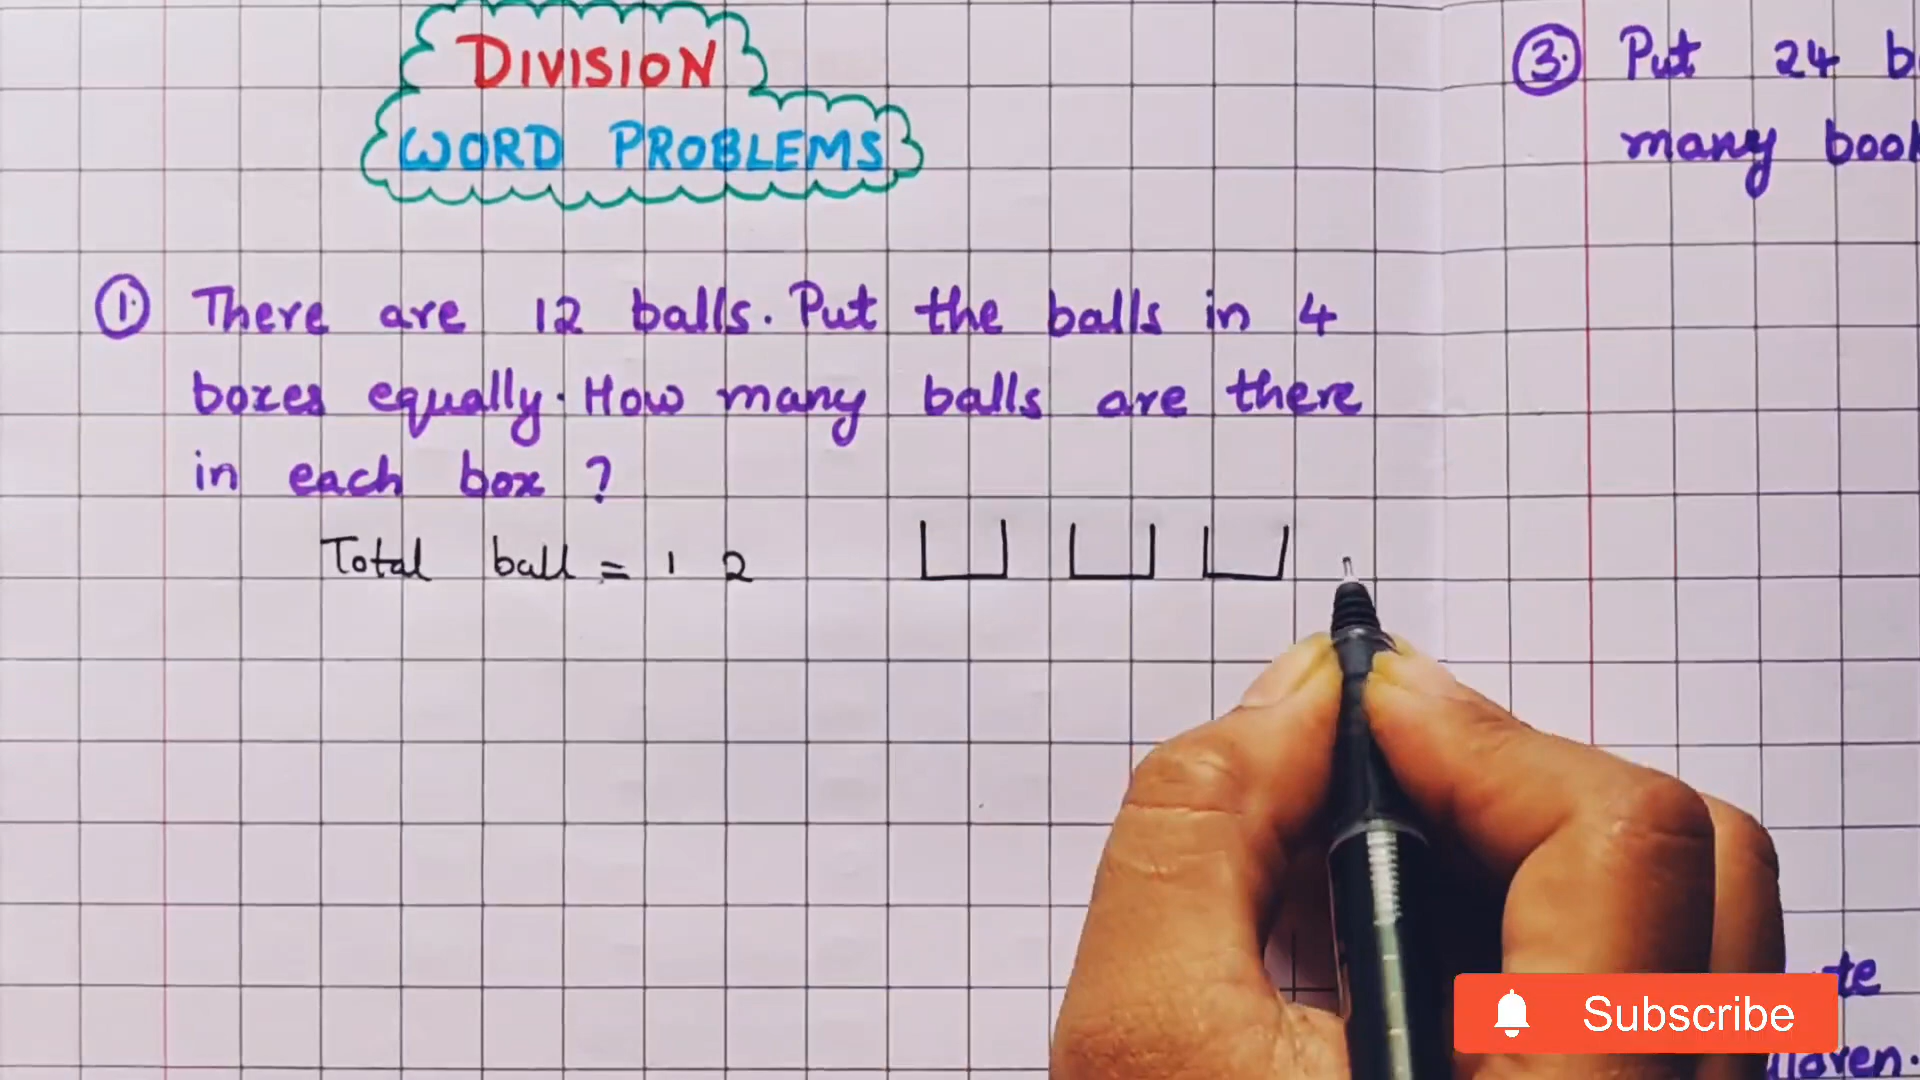 DIVISION
WORD PROBLEMS
① There are 12 balls. Put the balls in 4
boxes equally. How many balls are there
in each box ?
Total ball = 1 2
③ Put 24
many
Subscribe